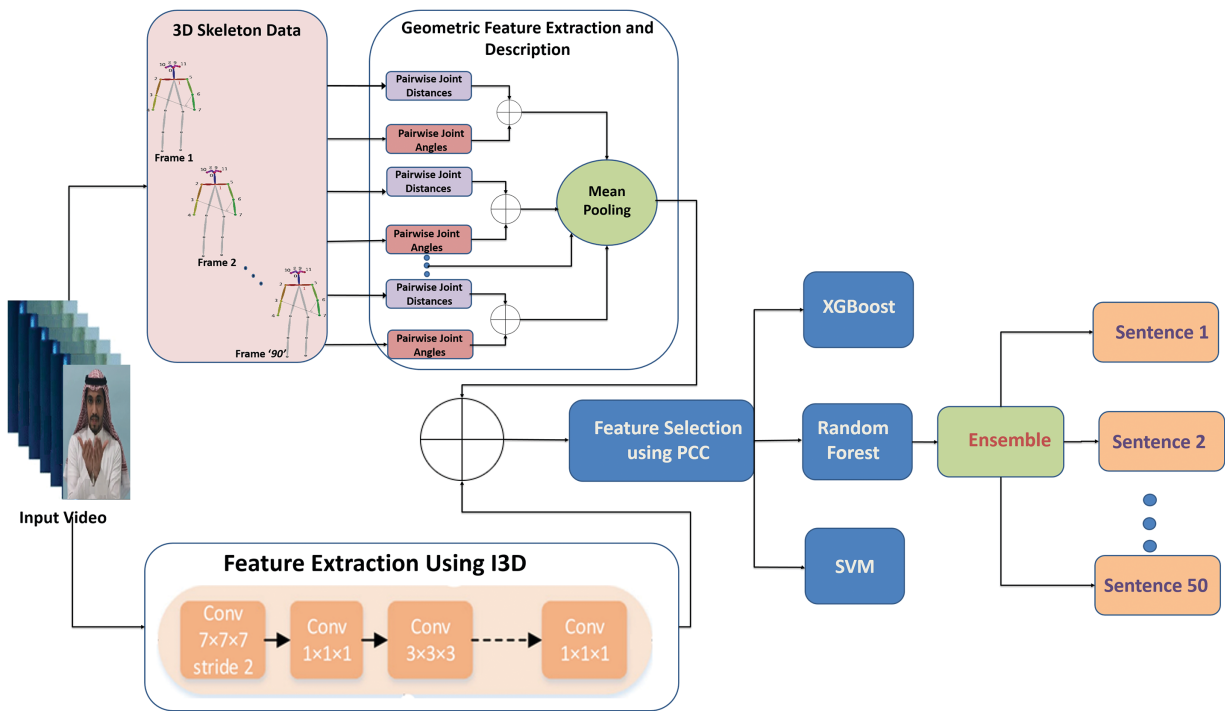 3D Skeleton Data
Frame 1
Frame 2
Frame ‘90’
Geometric Feature Extraction and
Description
Pairwise Joint
Distances
Pairwise Joint
Angles
Pairwise Joint
Distances
Pairwise Joint
Angles
Pairwise Joint
Distances
Pairwise Joint
Angles
Mean
Pooling
Input Video
Feature Extraction Using I3D
Conv
7×7×7
stride 2
Conv
1×1×1
Conv
3×3×3
Conv
1×1×1
Feature Selection
using PCC
XGBoost
Random
Forest
SVM
Ensemble
Sentence 1
Sentence 2
Sentence 50